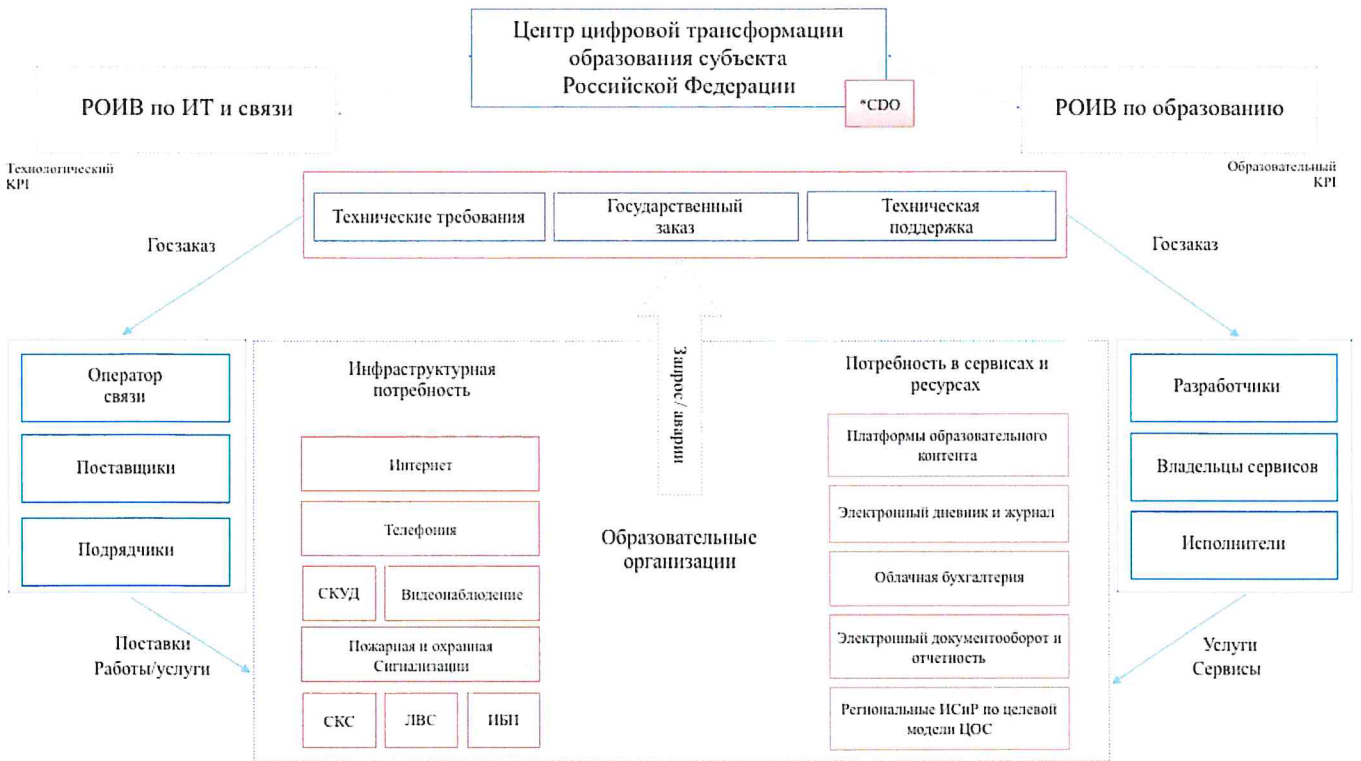 Центр цифровой трансформации
образования субъекта
Российской Федерации
*CDO
РОИВ по ИТ и связи
РОИВ по образованию
Технологический
KPI
Образовательный
KPI
Технические требования
Государственный
заказ
Техническая
поддержка
Госзаказ
Госзаказ
Запрос/ аварии
Оператор
связи
Поставщики
Подрядчики
Инфраструктурная
потребность
Интернет
Телефония
СКУД
Видеонаблюдение
Пожарная и охранная
Сигнализации
СКС
ЛВС
ИБП
Образовательные
организации
Потребность в сервисах и
ресурсах
Платформы образовательного
контента
Электронный дневник и журнал
Облачная бухгалтерия
Электронный документооборот и
отчетность
Региональные ИСиР по целевой
модели ЦОС
Разработчики
Владельцы сервисов
Исполнители
Поставки
Работы/услуги
Услуги
Сервисы